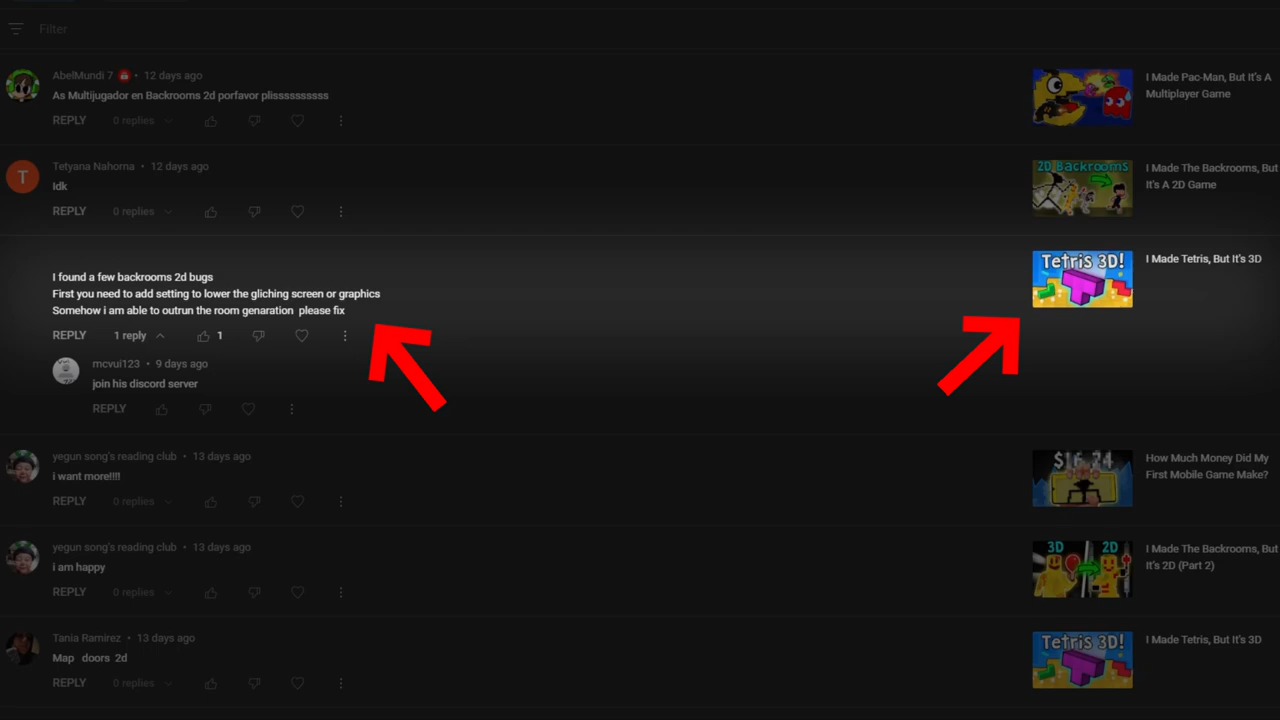 Filter
AbelMundi 7 • 12 days ago
As Multijugador en Backrooms 2d porfavor plisssssssss
REPLY 0 replies
I Made Pac-Man, But It's A
Multiplayer Game
Tetyana Nahorna • 12 days ago
Idk
REPLY 0 replies
2D Backrooms
I Made The Backrooms, But
It's A 2D Game
I found a few backrooms 2d bugs
First you need to add setting to lower the gliching screen or graphics
Somehow i am able to outrun the room genaration please fix
REPLY 1 reply 1
Tetris 3D!
I Made Tetris, But It's 3D
mcvui123 • 9 days ago
join his discord server
REPLY
yegun song's reading club • 13 days ago
i want more!!!!
REPLY 0 replies
How Much Money Did My
First Mobile Game Make?
yegun song's reading club • 13 days ago
i am happy
REPLY 0 replies
3D 2D
I Made The Backrooms, But
It's 2D (Part 2)
Tania Ramirez • 13 days ago
Map doors 2d
REPLY 0 replies
Tetris 3D!
I Made Tetris, But It's 3D